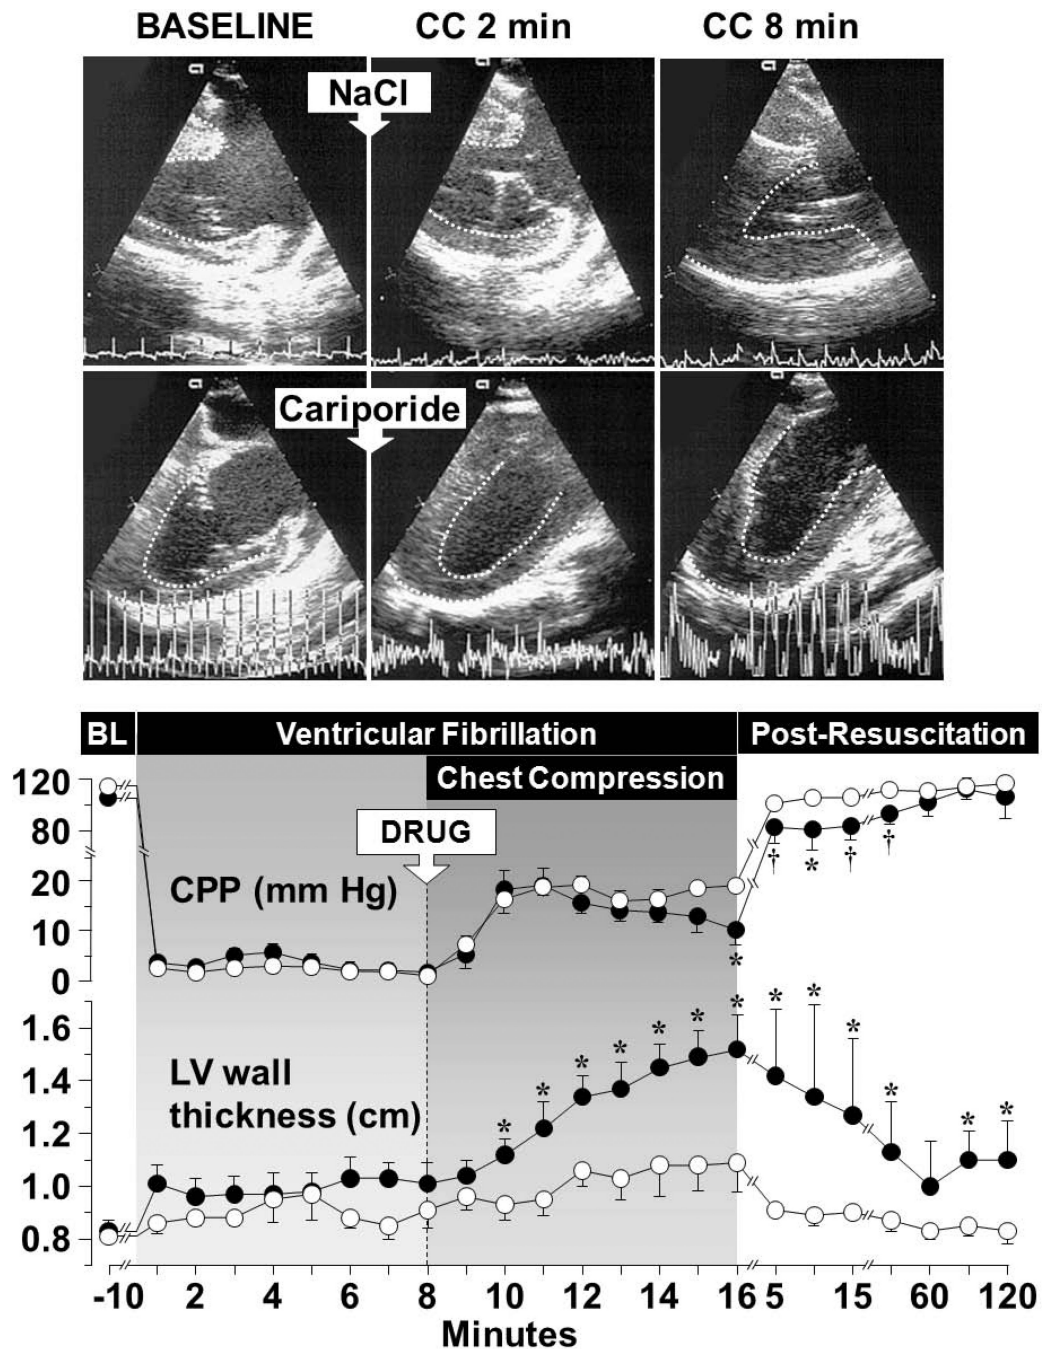 BASELINE CC 2 min CC 8 min
NaCl
Cariporide
BL Ventricular Fibrillation Post-Resuscitation
Chest Compression
DRUG
CPP (mm Hg)
120
80
20
10
0
† * † †
*
LV wall
thickness (cm)
1.6
1.4
1.2
1.0
0.8
* * * * * * * * * * * * *
-10 2 4 6 8 10 12 14 16 5 15 60 120
Minutes